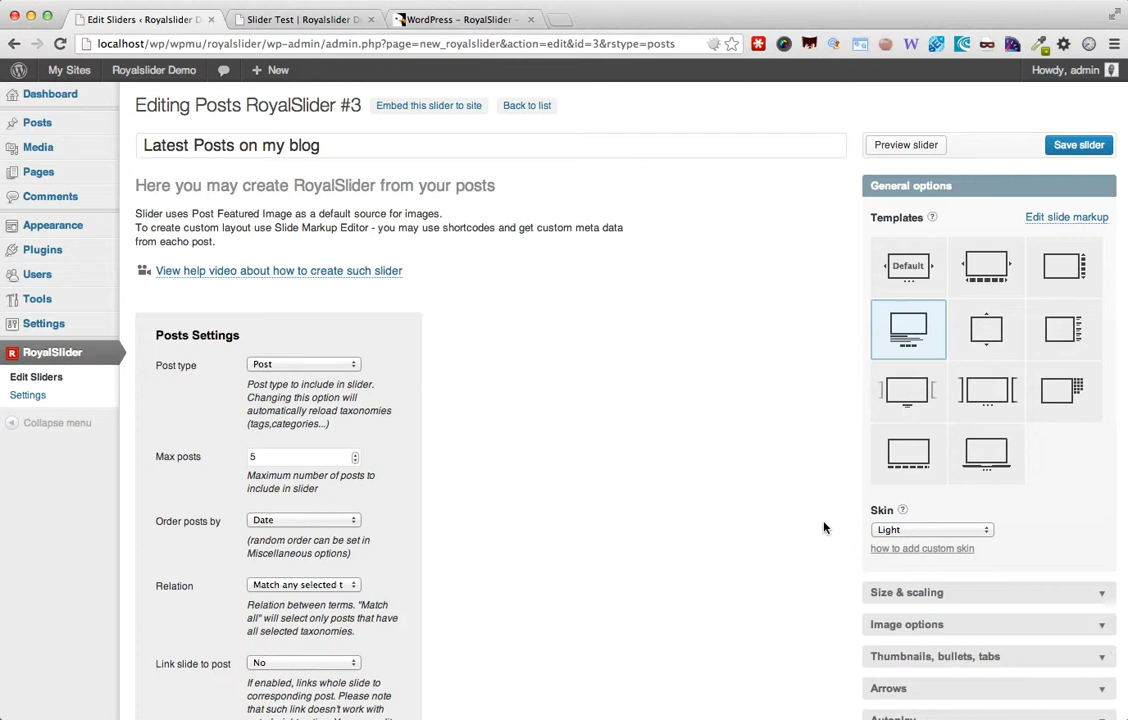 Edit Sliders ‹ Royalslider D
Slider Test | Royalslider D
WordPress – RoyalSlider -
localhost/wp/wpmu/royalslider/wp-admin/admin.php?page=new_royalslider&action=edit&id=3&rstype=posts
My Sites
Royalslider Demo
+ New
Howdy, admin
Dashboard
Posts
Media
Pages
Comments
Appearance
Plugins
Users
Tools
Settings
RoyalSlider
Edit Sliders
Settings
Collapse menu
Editing Posts RoyalSlider #3
Embed this slider to site
Back to list
Latest Posts on my blog
Here you may create RoyalSlider from your posts
Slider uses Post Featured Image as a default source for images.
To create custom layout use Slide Markup Editor - you may use shortcodes and get custom meta data
from eacho post.
View help video about how to create such slider
Posts Settings
Post type
Post
Post type to include in slider.
Changing this option will
automatically reload taxonomies
(tags,categories...)
Max posts
5
Maximum number of posts to
include in slider
Order posts by
Date
(random order can be set in
Miscellaneous options)
Relation
Match any selected t
Relation between terms. "Match
all" will select only posts that have
all selected taxonomies.
Link slide to post
No
If enabled, links whole slide to
corresponding post. Please note
that such link doesn't work with
Preview slider
Save slider
General options
Templates ?
Edit slide markup
Default
Skin ?
Light
how to add custom skin
Size & scaling
Image options
Thumbnails, bullets, tabs
Arrows